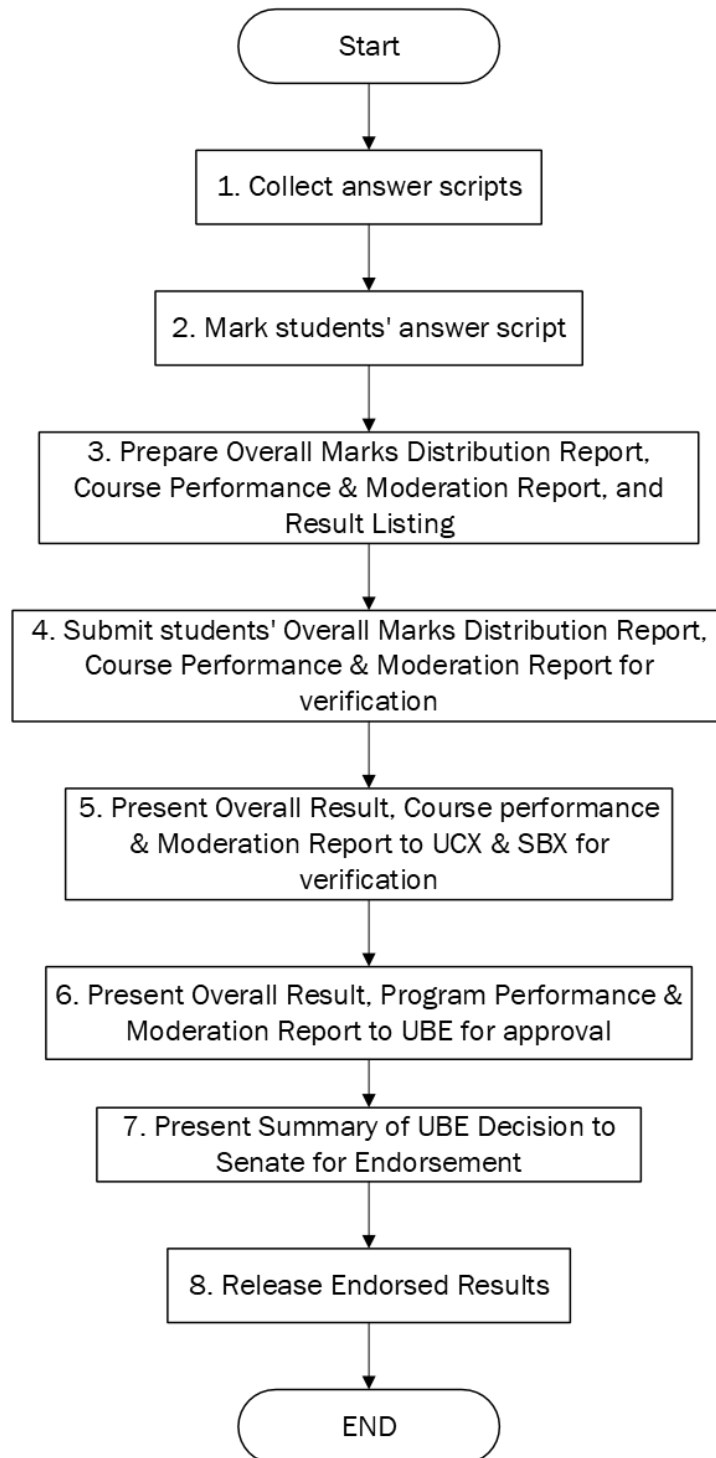 Start
1. Collect answer scripts
2. Mark students' answer script
3. Prepare Overall Marks Distribution Report,
Course Performance & Moderation Report, and
Result Listing
4. Submit students' Overall Marks Distribution Report,
Course Performance & Moderation Report for
verification
5. Present Overall Result, Course performance
& Moderation Report to UCX & SBX for
verification
6. Present Overall Result, Program Performance &
Moderation Report to UBE for approval
7. Present Summary of UBE Decision to
Senate for Endorsement
8. Release Endorsed Results
END